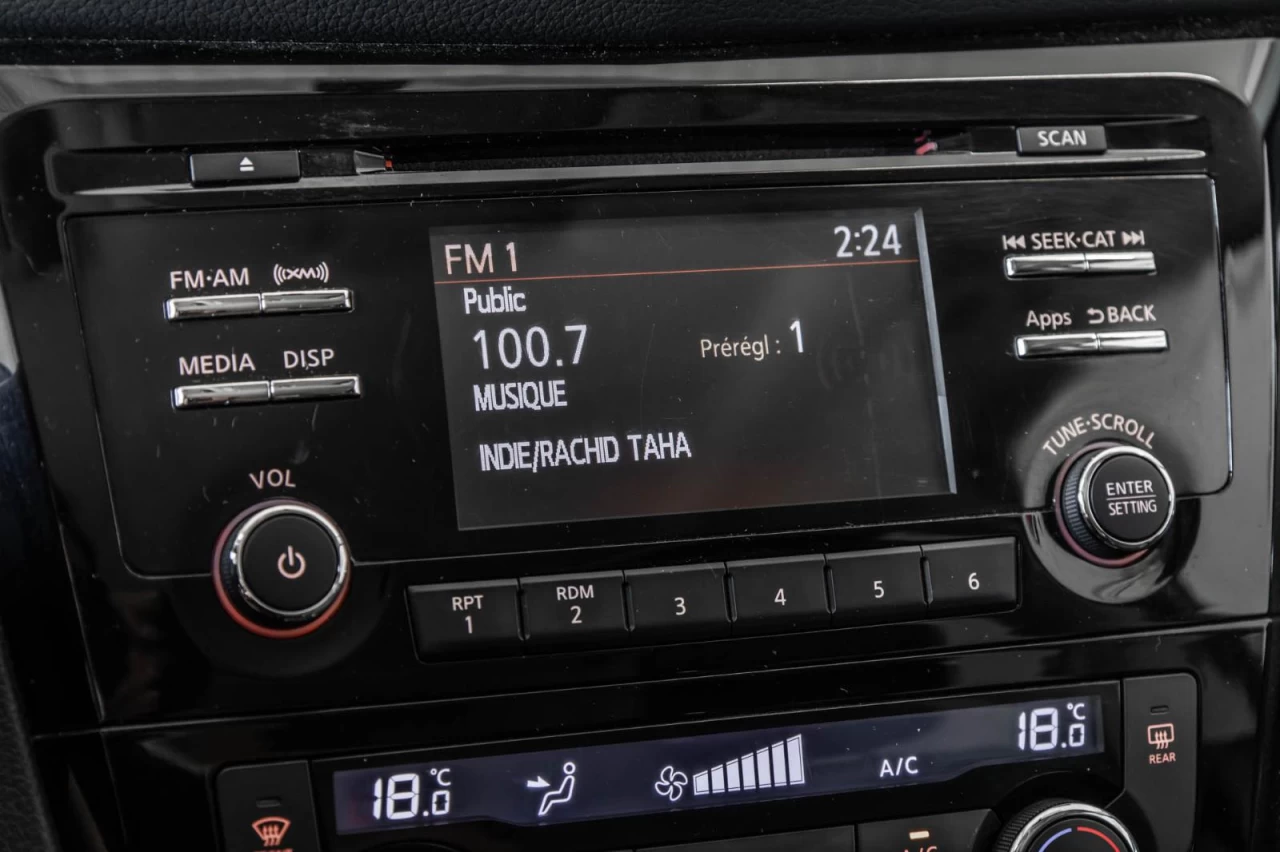 SCAN
FM·AM
((XM))
SEEK·CAT
MEDIA
DISP
Apps
BACK
FM 1
2:24
Public
100.7
Prérégl : 1
MUSIQUE
INDIE/RACHID TAHA
VOL
TUNE·SCROLL
ENTER
SETTING
RPT
1
RDM
2
3
4
5
6
18.0 °C
A/C
18.0 °C
REAR
A/C